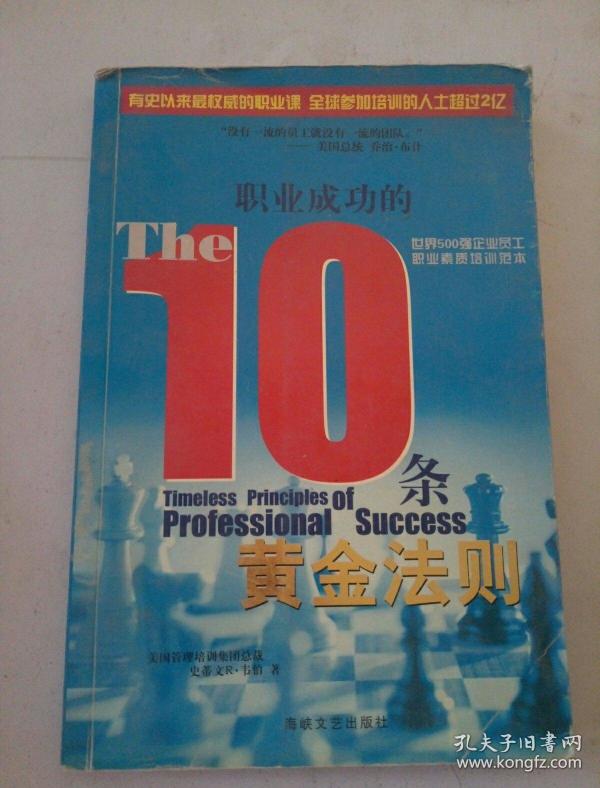 有史以来最权威的职业课 全球参加培训的人士超过2亿
“没有一流的员工就没有一流的团队。”
——美国总统 乔治·布什
职业成功的
The 10
世界500强企业员工
职业素质培训范本
条
Timeless Principles of
Professional Success
黄金法则
美国管理培训集团总裁
史蒂文R·韦伯 著
海峡文艺出版社
孔夫子旧书网
www.kongfz.com